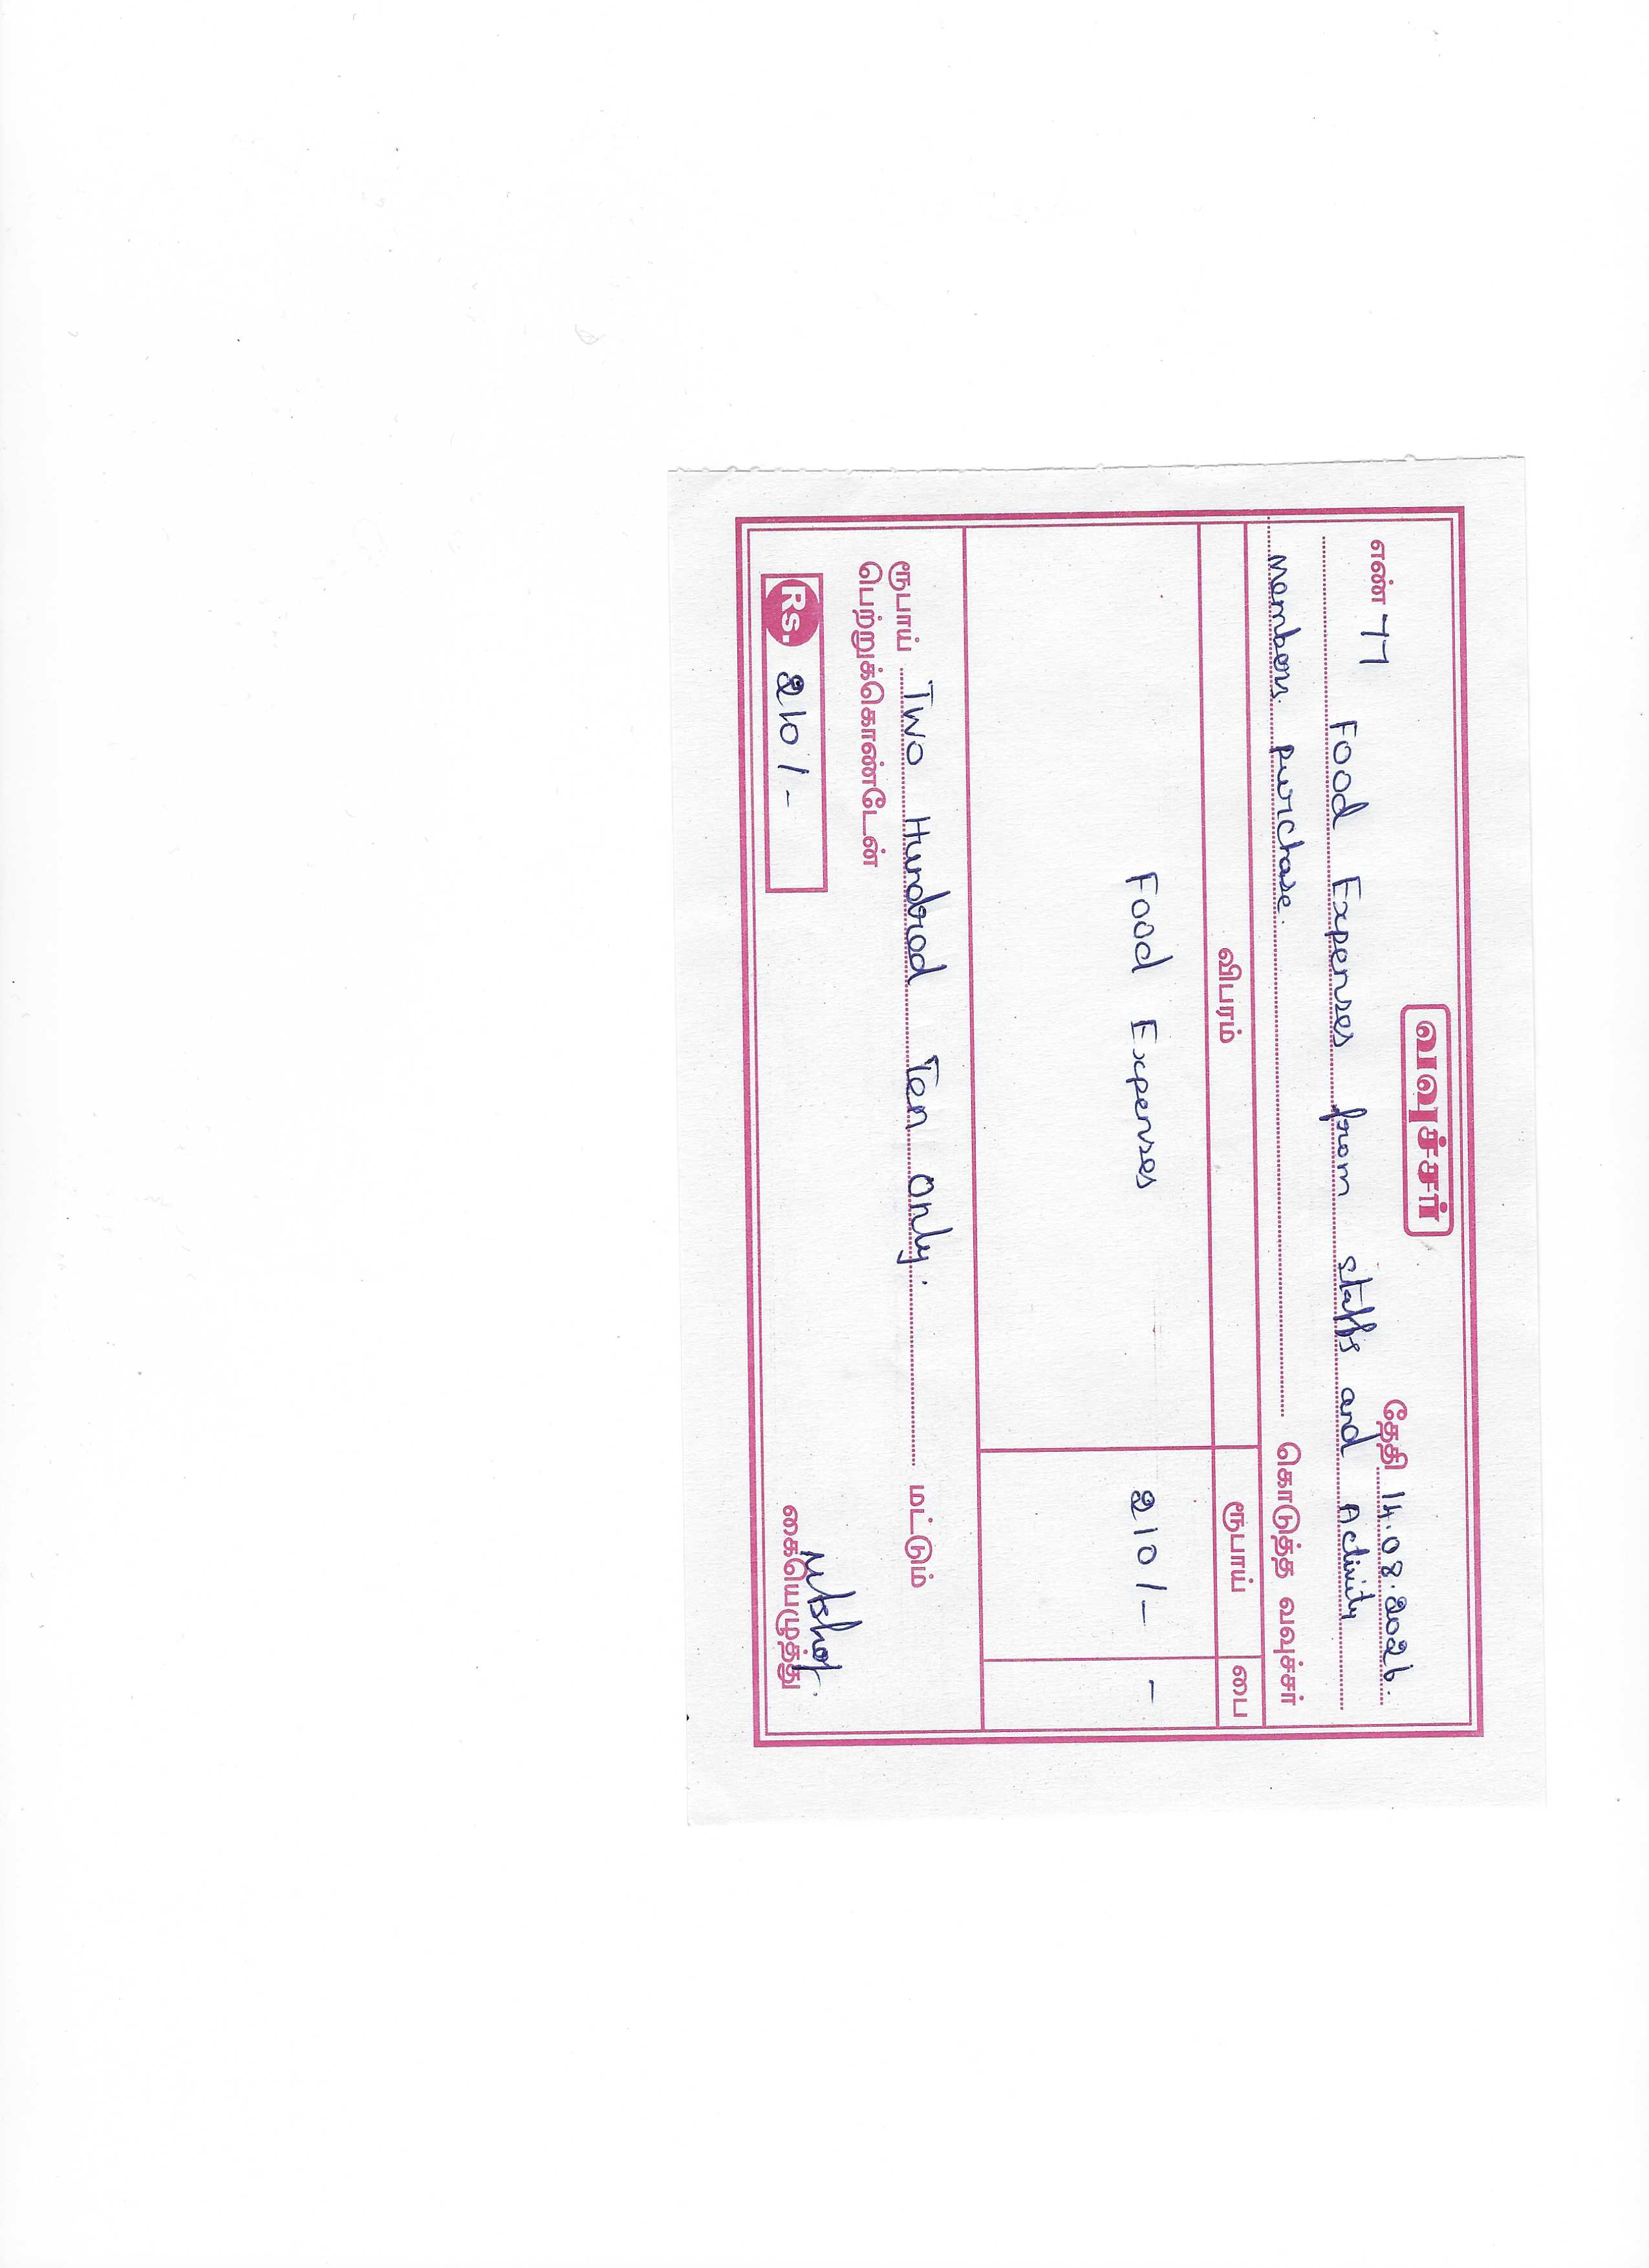 வவுச்சர்
எண் 77 தேதி 14.08.2026.
Food Expenses from staffs and Activity
members purchase. கொடுத்த வவுச்சர்
விபரம் ரூபாய் பை
Food Expenses 210/- -
ரூபாய் Two Hundred Ten Only. மட்டும்
பெற்றுக்கொண்டேன்
Rs. 210/-
கையெழுத்து